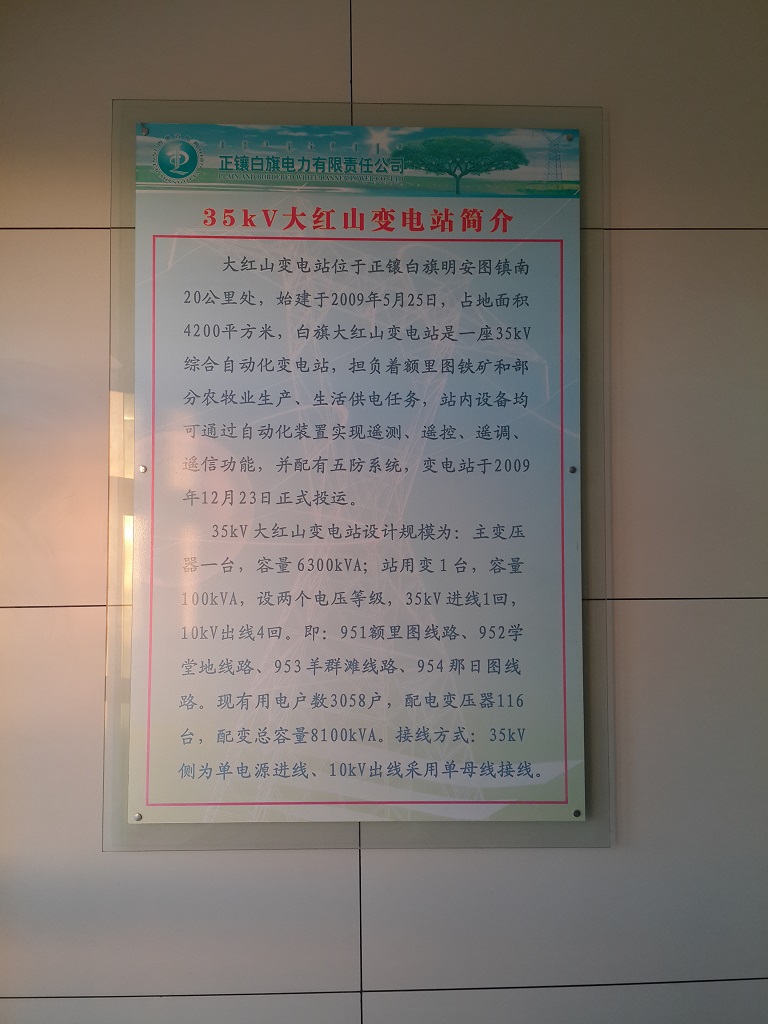 正镶白旗电力有限责任公司
PLAIN AND BORDERED WHITE BANNER POWER CO.,LTD
35kV大红山变电站简介
大红山变电站位于正镶白旗明安图镇南
20公里处，始建于2009年5月25日，占地面积
4200平方米，白旗大红山变电站是一座35kV
综合自动化变电站，担负着额里图铁矿和部
分农牧业生产、生活供电任务，站内设备均
可通过自动化装置实现遥测、遥控、遥调、
遥信功能，并配有五防系统，变电站于2009
年12月23日正式投运。
35kV大红山变电站设计规模为：主变压
器一台，容量6300kVA；站用变1台，容量
100kVA，设两个电压等级，35kV进线1回，
10kV出线4回。即：951额里图线路、952学
堂地线路、953羊群滩线路、954那日图线
路。现有用电户数3058户，配电变压器116
台，配变总容量8100kVA。接线方式：35kV
侧为单电源进线、10kV出线采用单母线接线。